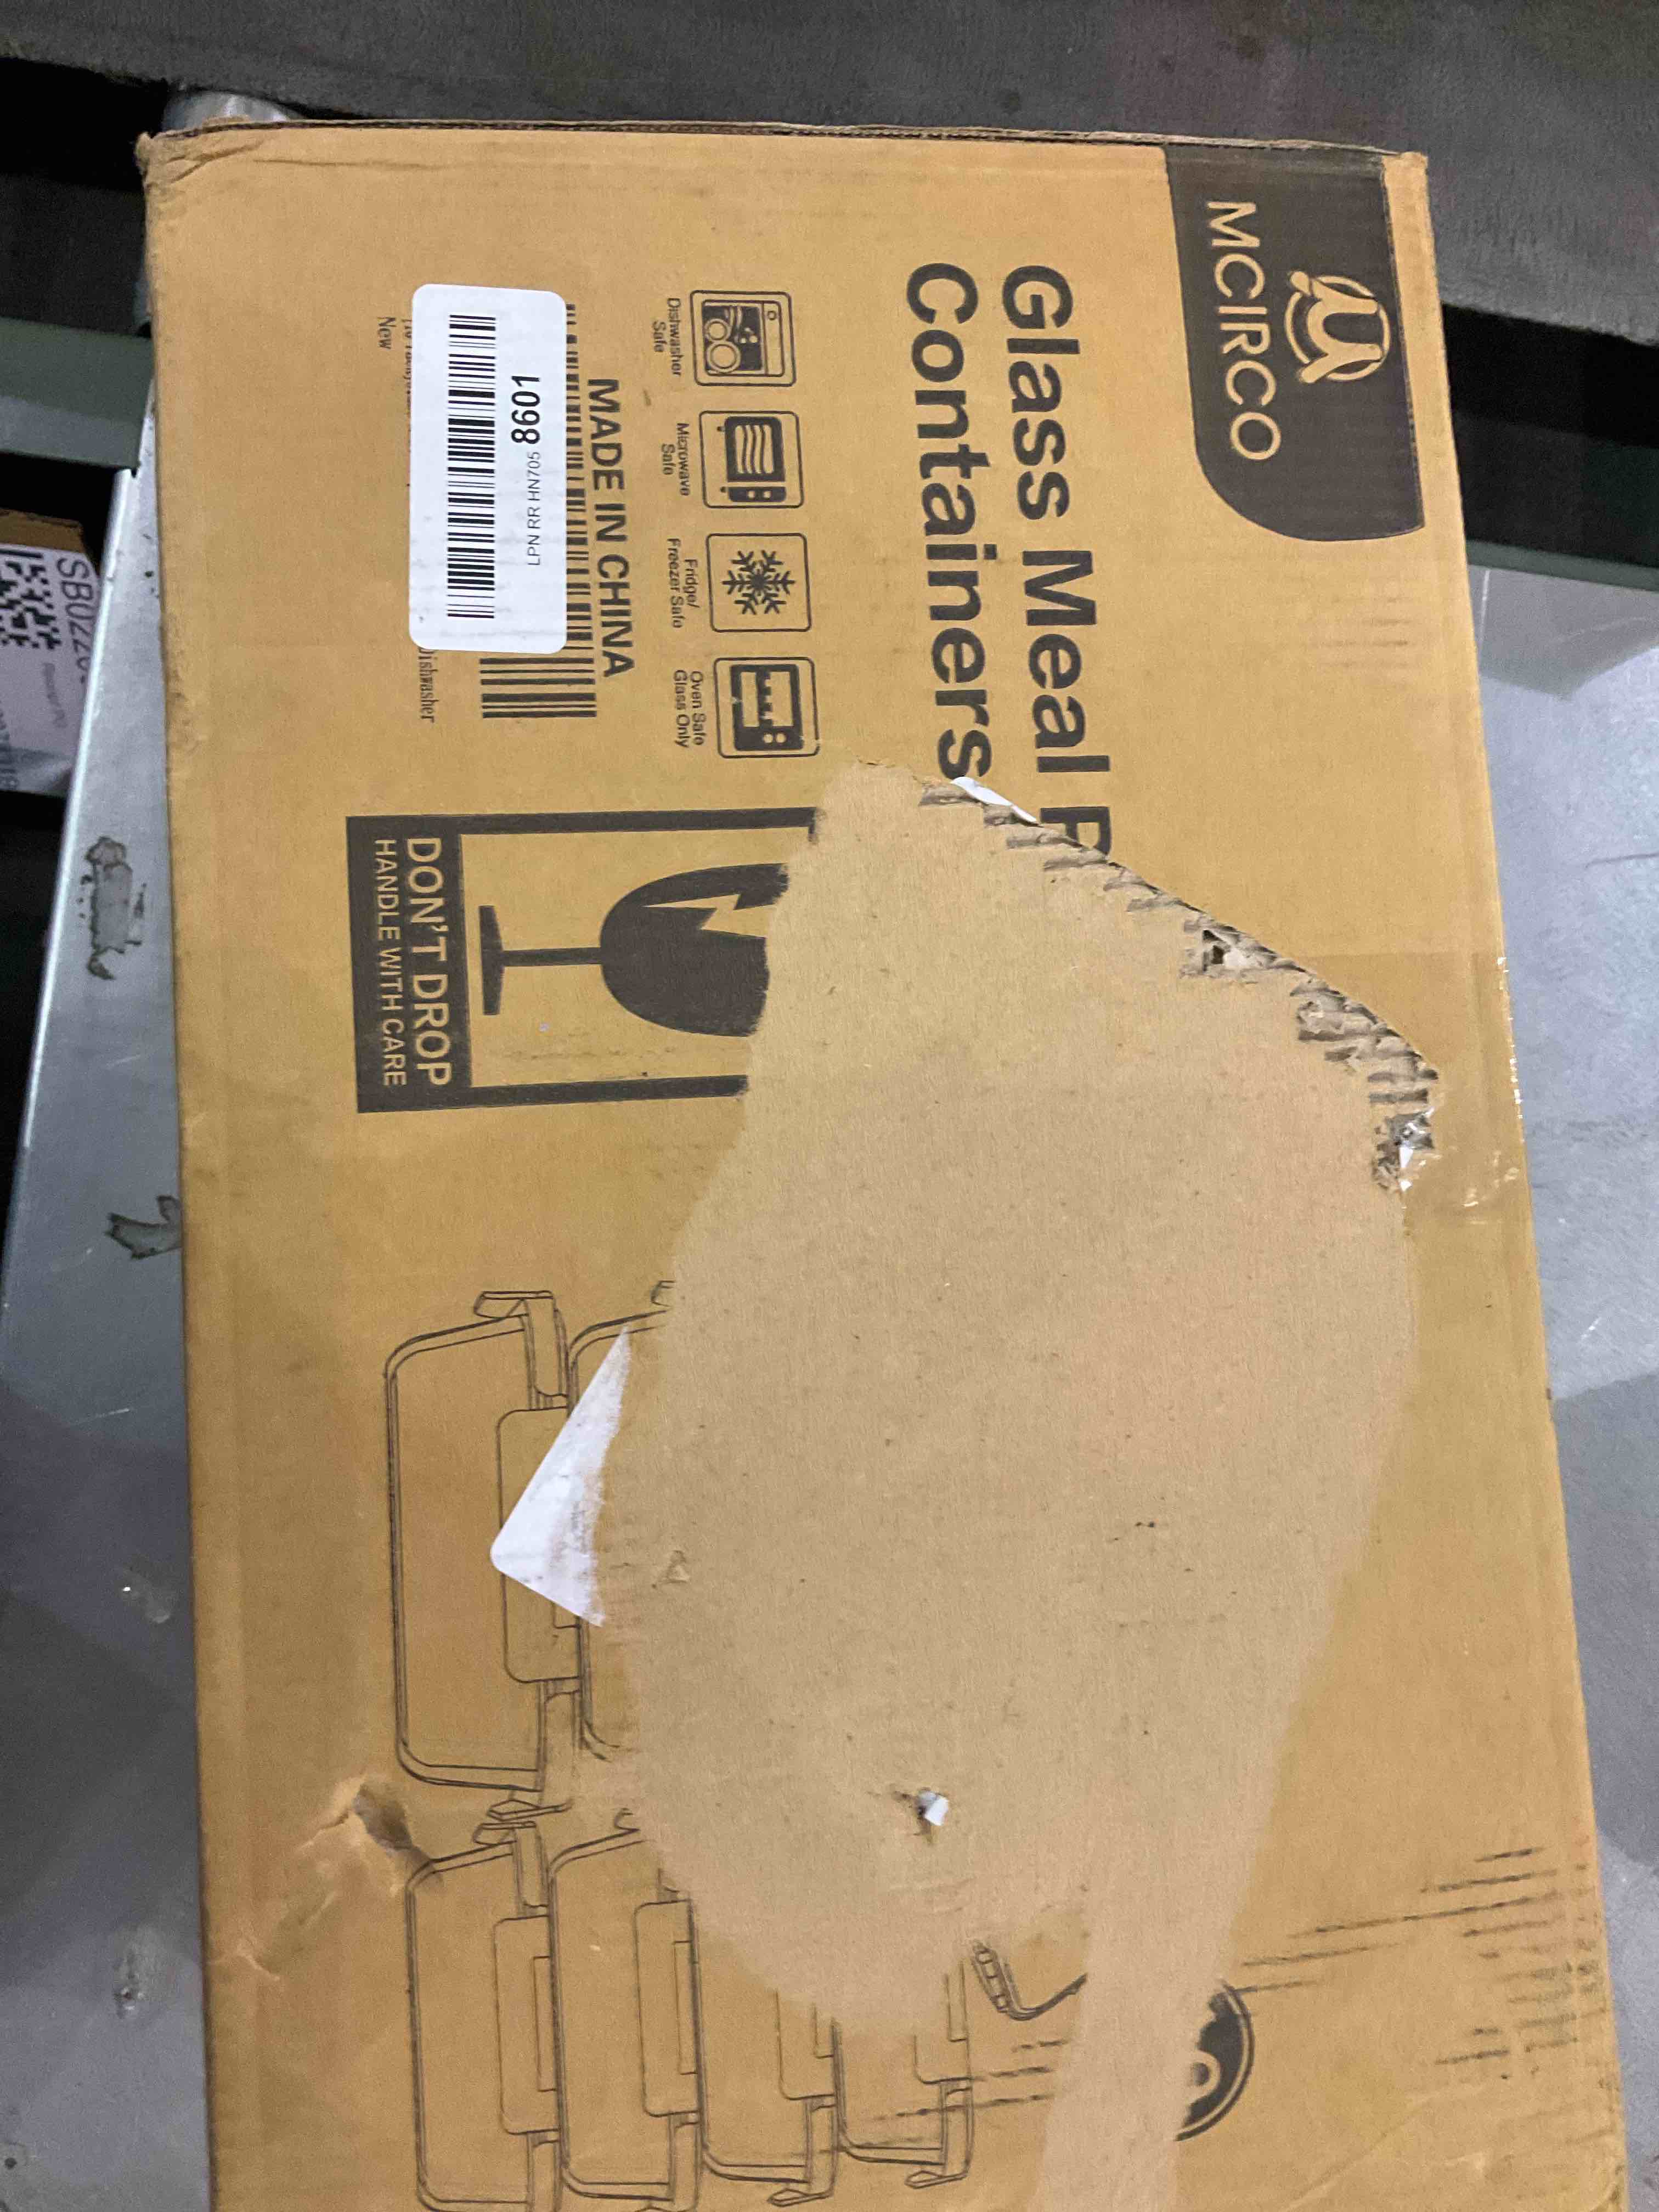 MCIRCO
Glass Meal P
Containers
Dishwasher
Safe
Microwave
Safe
Fridge/
Freezer Safe
Oven Safe
Glass Only
MADE IN CHINA
LPN RR HN705 8601
Dishwasher
New
DON'T DROP
HANDLE WITH CARE